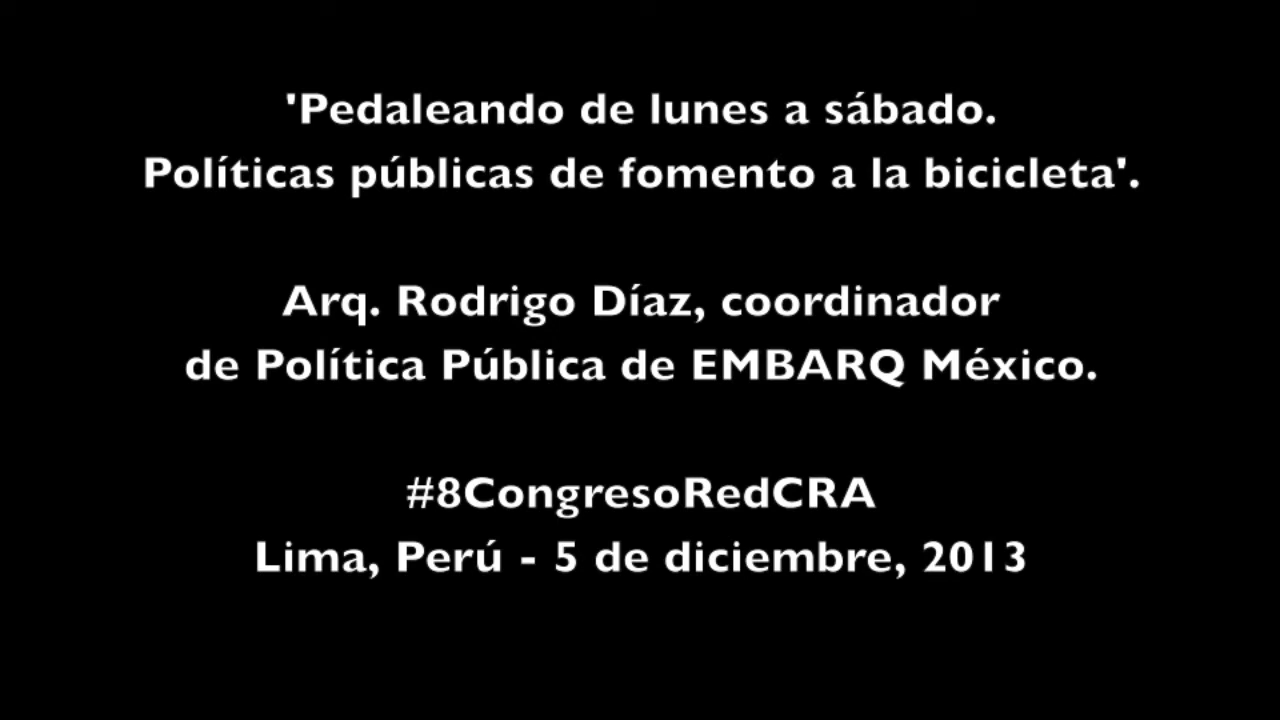 'Pedaleando de lunes a sábado.
Políticas públicas de fomento a la bicicleta'.
Arq. Rodrigo Díaz, coordinador
de Política Pública de EMBARQ México.
#8CongresoRedCRA
Lima, Perú - 5 de diciembre, 2013